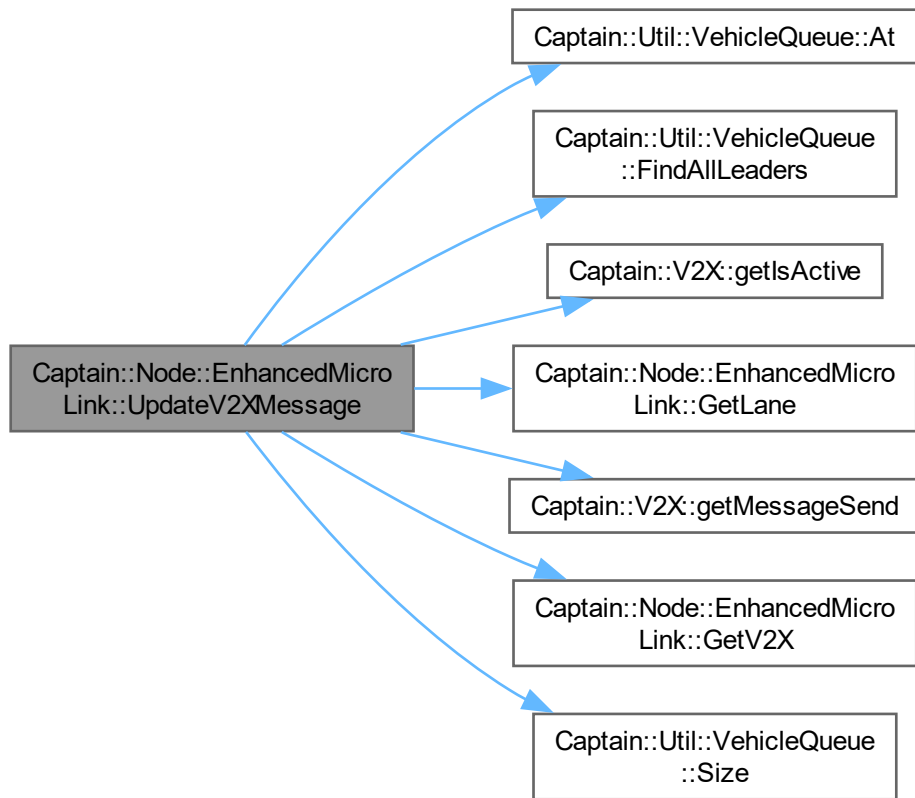 Captain::Util::VehicleQueue::At
Captain::Util::VehicleQueue
::FindAllLeaders
Captain::V2X::getIsActive
Captain::Node::EnhancedMicro
Link::UpdateV2XMessage
Captain::Node::EnhancedMicro
Link::GetLane
Captain::V2X::getMessageSend
Captain::Node::EnhancedMicro
Link::GetV2X
Captain::Util::VehicleQueue
::Size